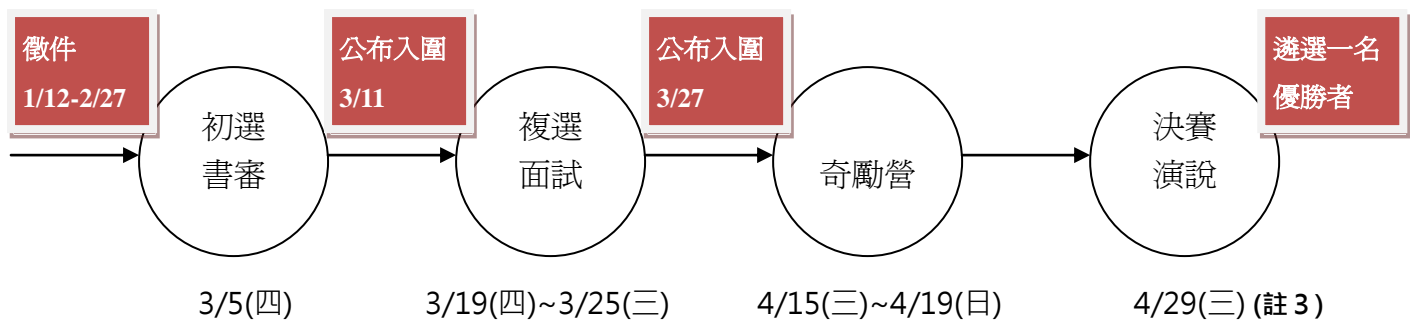 徵件
1/12-2/27
初選
書審
3/5(四)
公布入圍
3/11
複選
面試
3/19(四)~3/25(三)
公布入圍
3/27
奇勵營
4/15(三)~4/19(日)
決賽
演說
4/29(三) (註 3 )
遴選一名
優勝者